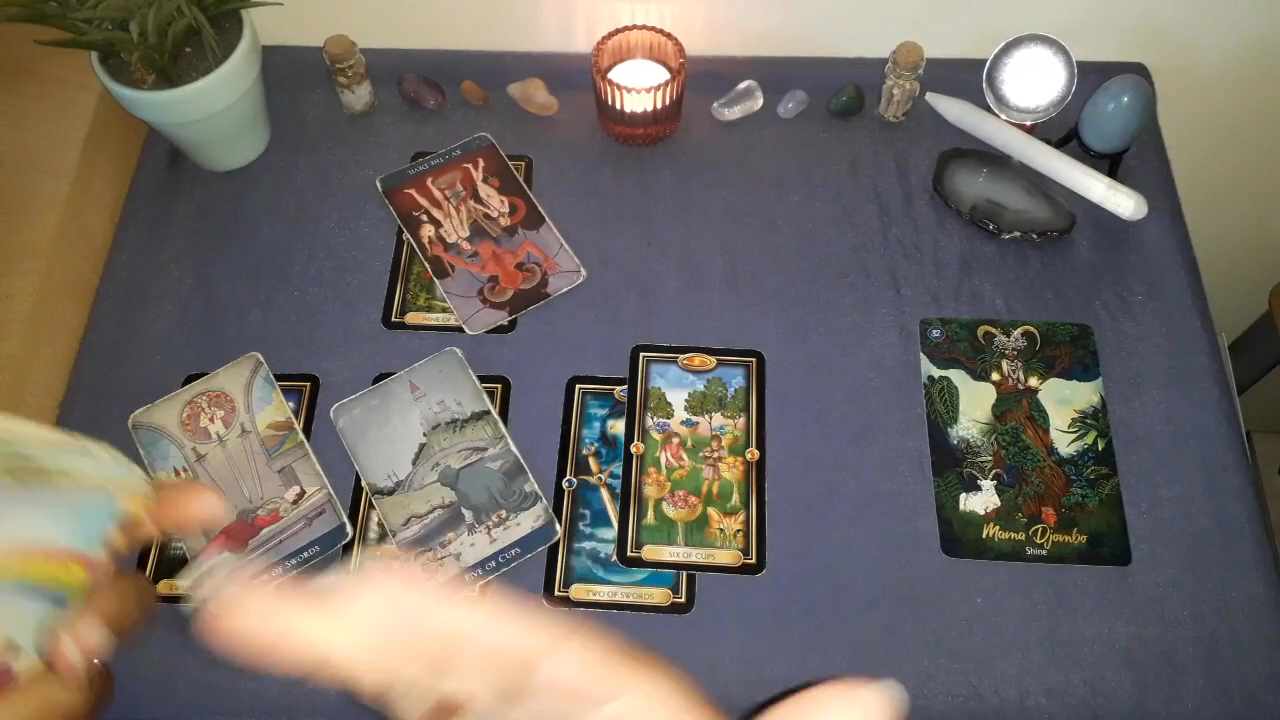 XV • THE DEVIL
NINE OF
OF SWORDS
FIVE OF CUPS
TWO OF SWORDS
SIX OF CUPS
32
Mama Djombo
Shine